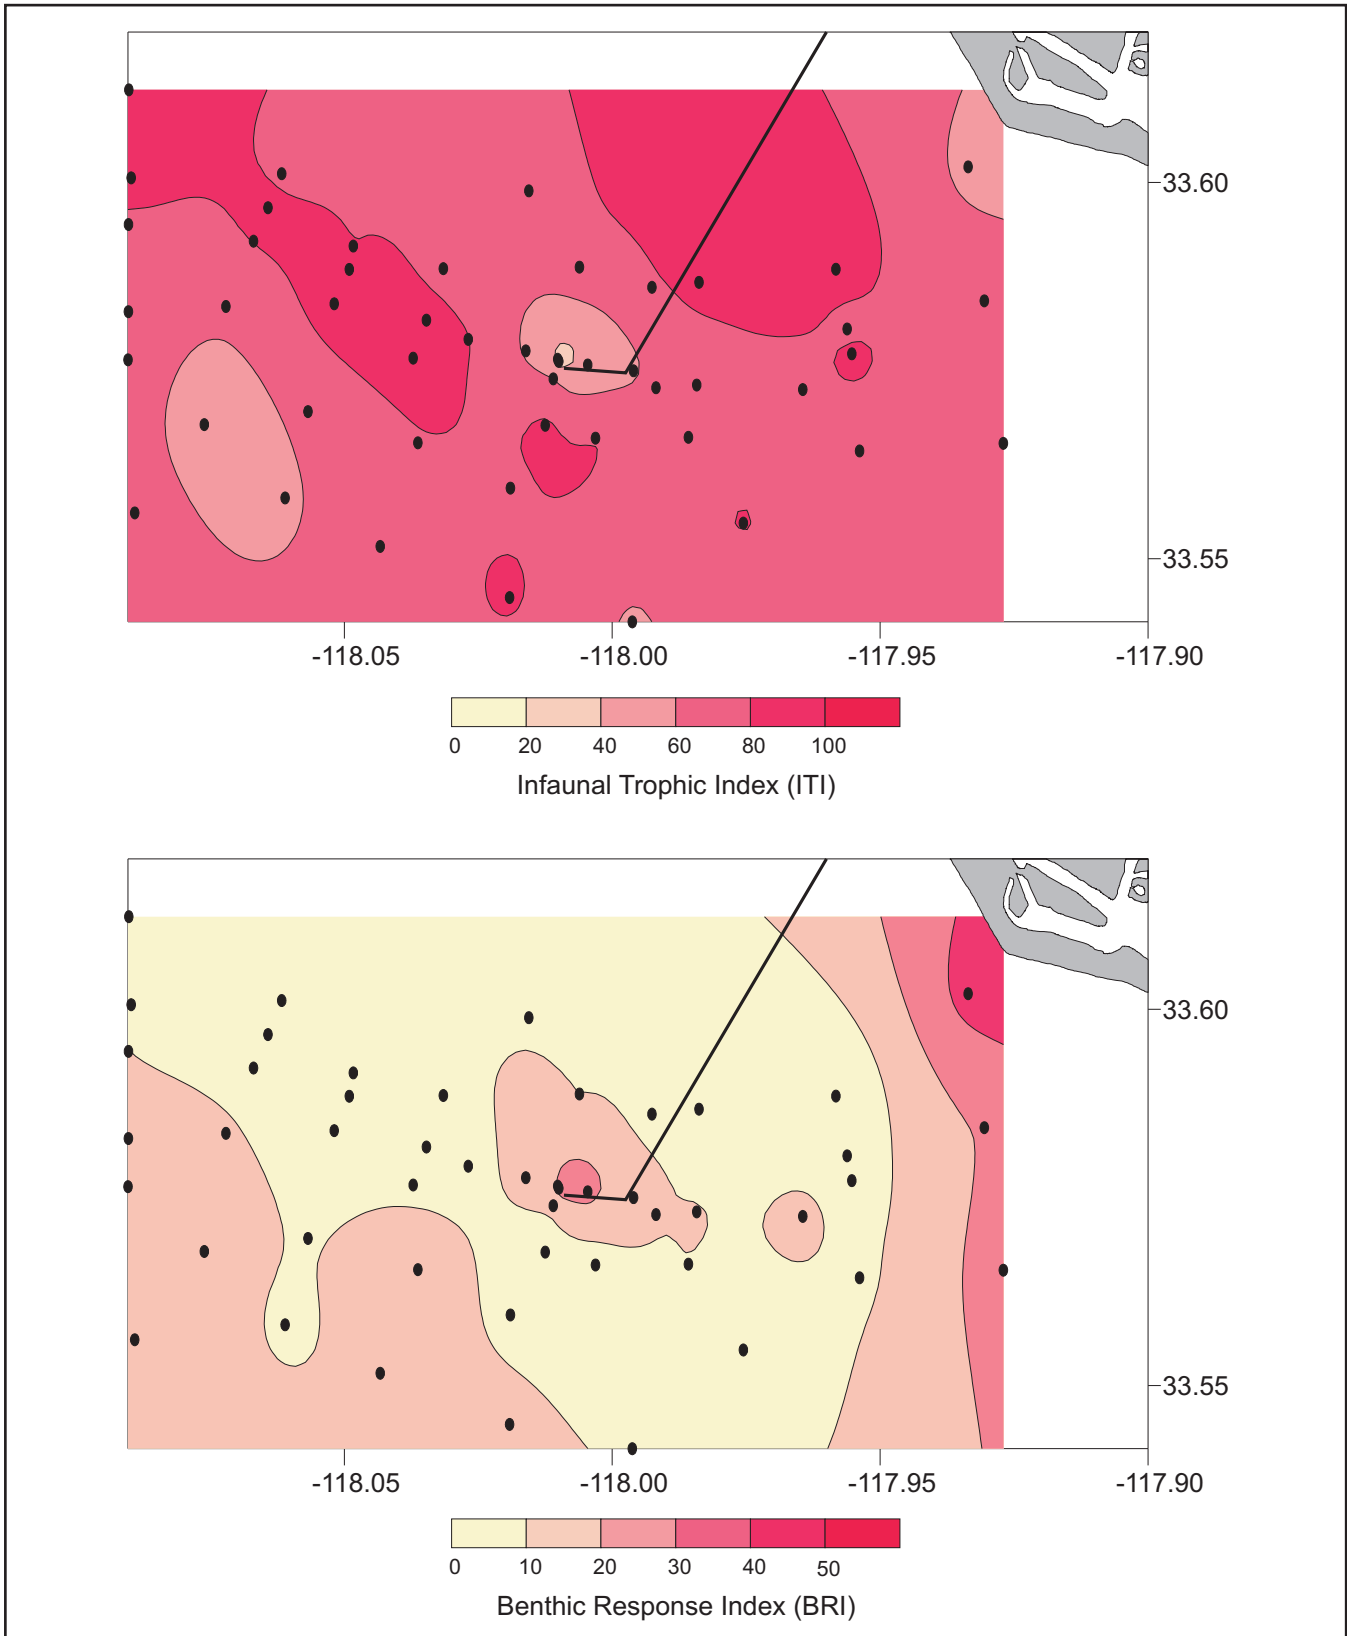 33.60
33.55
-118.05 -118.00 -117.95 -117.90
0 20 40 60 80 100
Infaunal Trophic Index (ITI)
33.60
33.55
-118.05 -118.00 -117.95 -117.90
0 10 20 30 40 50
Benthic Response Index (BRI)